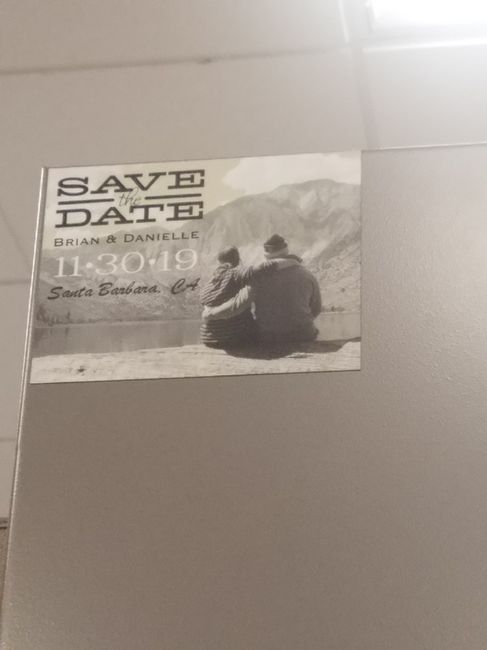 SAVE
the
DATE
BRIAN & DANIELLE
11•30•19
Santa Barbara, CA